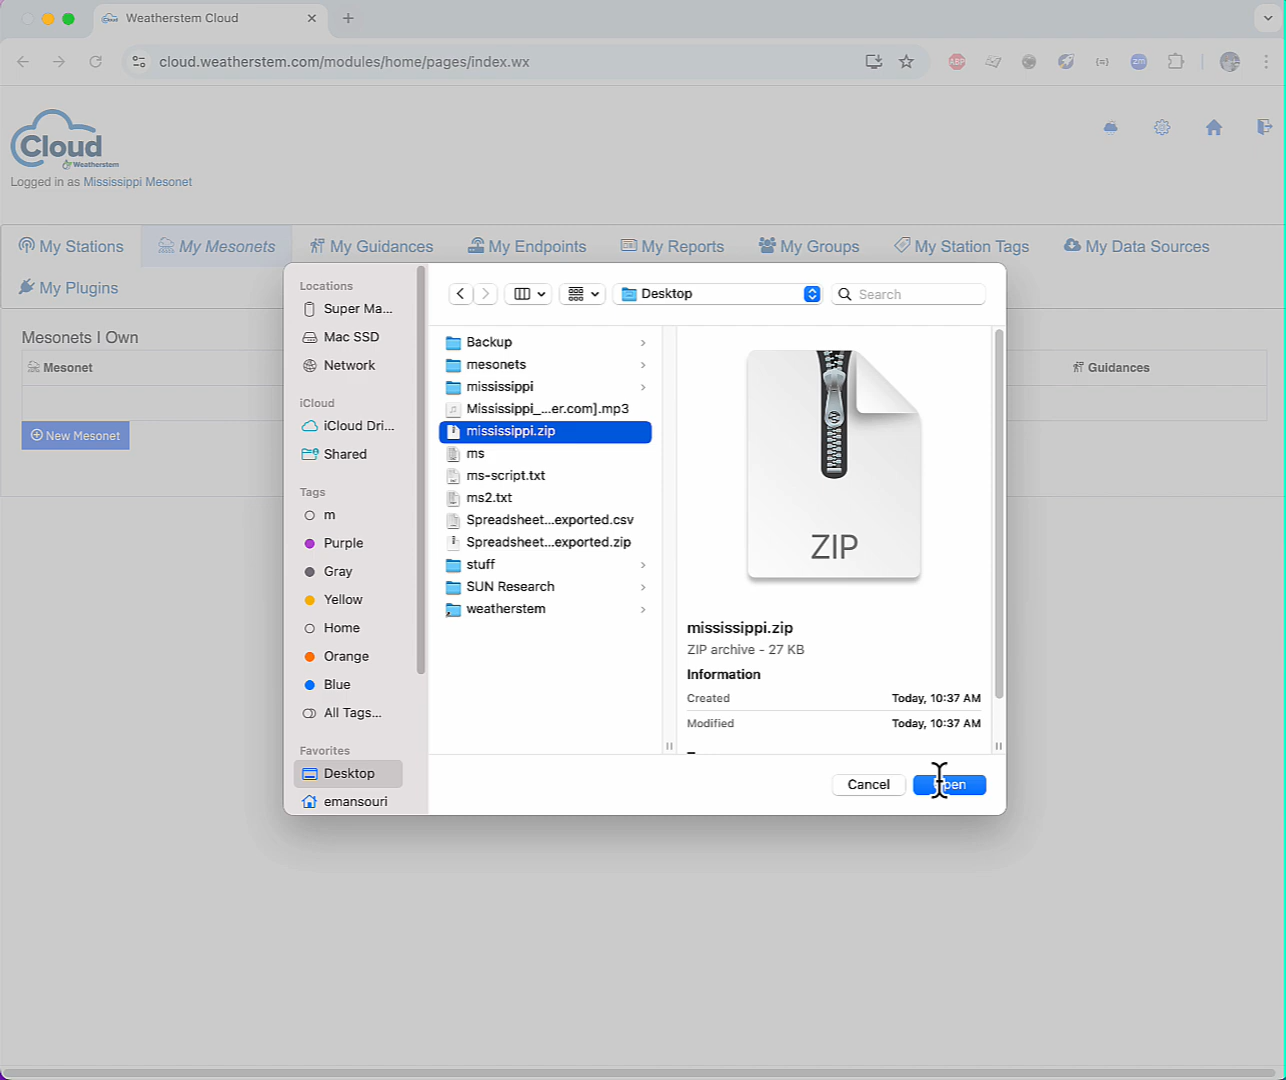 Weatherstem Cloud
cloud.weatherstem.com/modules/home/pages/index.wx
ABP
{=}
zm
Cloud
by Weatherstem
Logged in as Mississippi Mesonet
My Stations My Mesonets My Guidances My Endpoints My Reports My Groups My Station Tags My Data Sources
My Plugins
Mesonets I Own
Mesonet
Guidances
New Mesonet
Locations
Super Ma...
Mac SSD
Network
iCloud
iCloud Dri...
Shared
Tags
m
Purple
Gray
Yellow
Home
Orange
Blue
All Tags...
Favorites
Desktop
emansouri
Desktop
Search
Backup
mesonets
mississippi
Mississippi_...er.com].mp3
mississippi.zip
ms
ms-script.txt
ms2.txt
Spreadsheet...exported.csv
Spreadsheet...exported.zip
stuff
SUN Research
weatherstem
ZIP
mississippi.zip
ZIP archive - 27 KB
Information
Created Today, 10:37 AM
Modified Today, 10:37 AM
Cancel
Open